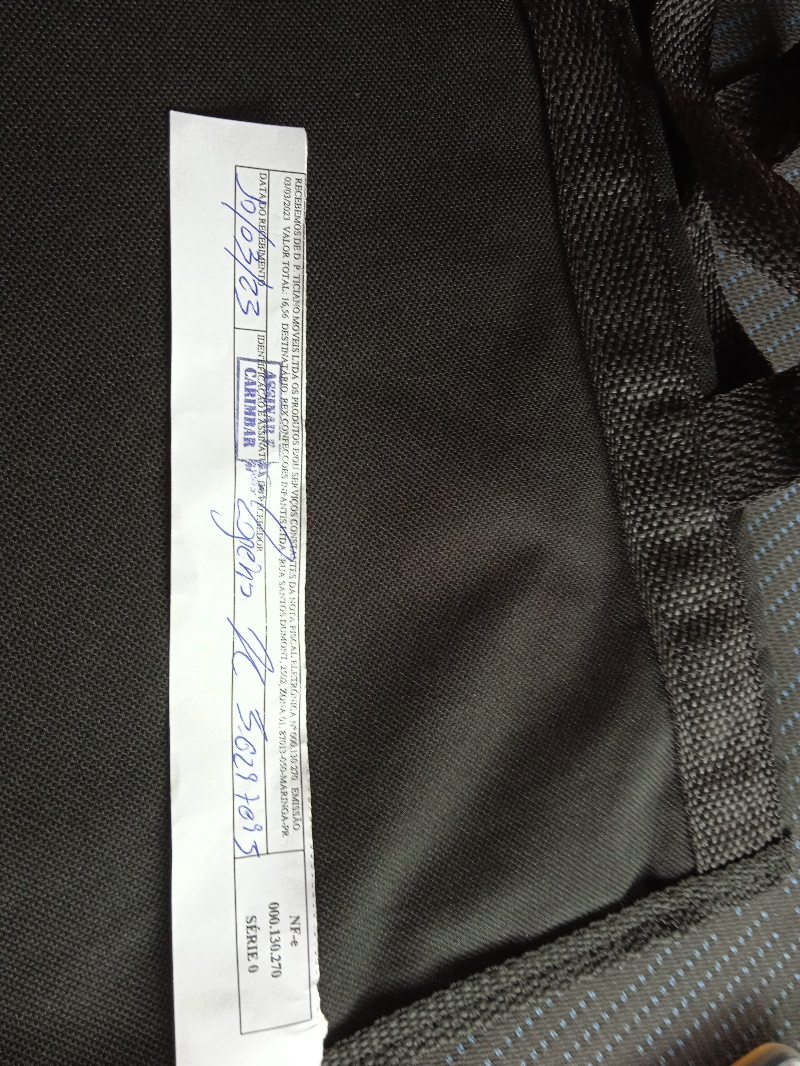 RECEBEMOS DE D. P. TICIANO MOVEIS LTDA OS PRODUTOS E/OU SERVIÇOS CONSTANTES DA NOTA FISCAL ELETRÔNICA Nº 000.130.270 EMISSÃO:
03/03/2023 VALOR TOTAL: 16,56 DESTINATÁRIO: REX CONFECCOES INFANTIS LTDA RUA SANTOS DUMONT, 2502, ZONA 01, 87013-050-MARINGA-PR
DATA DO RECEBIMENTO
IDENTIFICAÇÃO E ASSINATURA DO RECEBEDOR
10/03/23
ASSINAR E
CARIMBAR
NF-e
000.130.270
SÉRIE 0